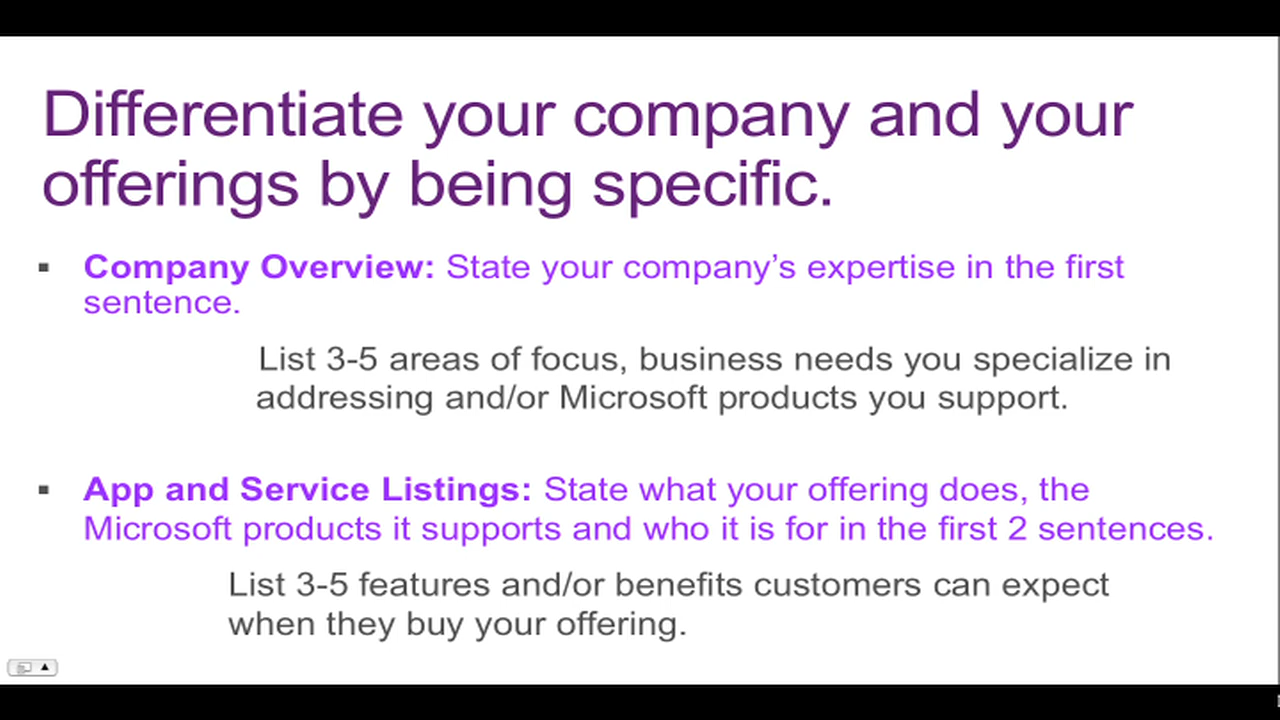 Differentiate your company and your
offerings by being specific.
▪ Company Overview: State your company’s expertise in the first
sentence.
List 3-5 areas of focus, business needs you specialize in
addressing and/or Microsoft products you support.
▪ App and Service Listings: State what your offering does, the
Microsoft products it supports and who it is for in the first 2 sentences.
List 3-5 features and/or benefits customers can expect
when they buy your offering.